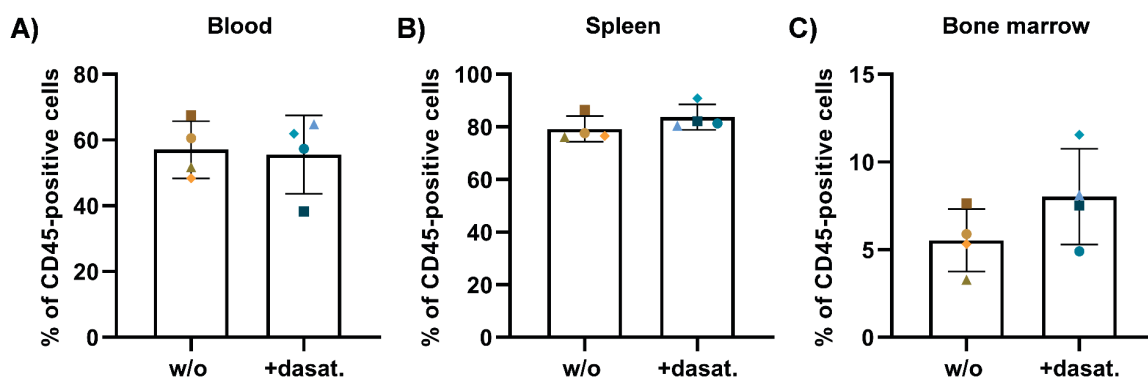 A) Blood
% of CD45-positive cells
80
60
40
20
0
w/o +dasat.
B) Spleen
% of CD45-positive cells
100
80
60
40
20
0
w/o +dasat.
C) Bone marrow
% of CD45-positive cells
15
10
5
0
w/o +dasat.